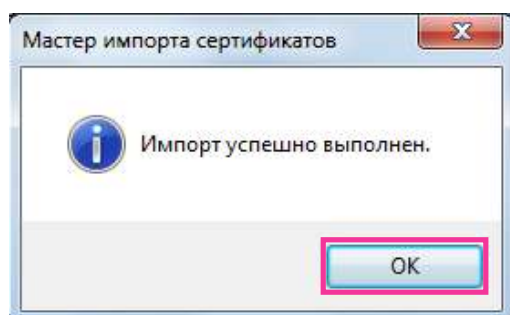 Мастер импорта сертификатов
Импорт успешно выполнен.
OK